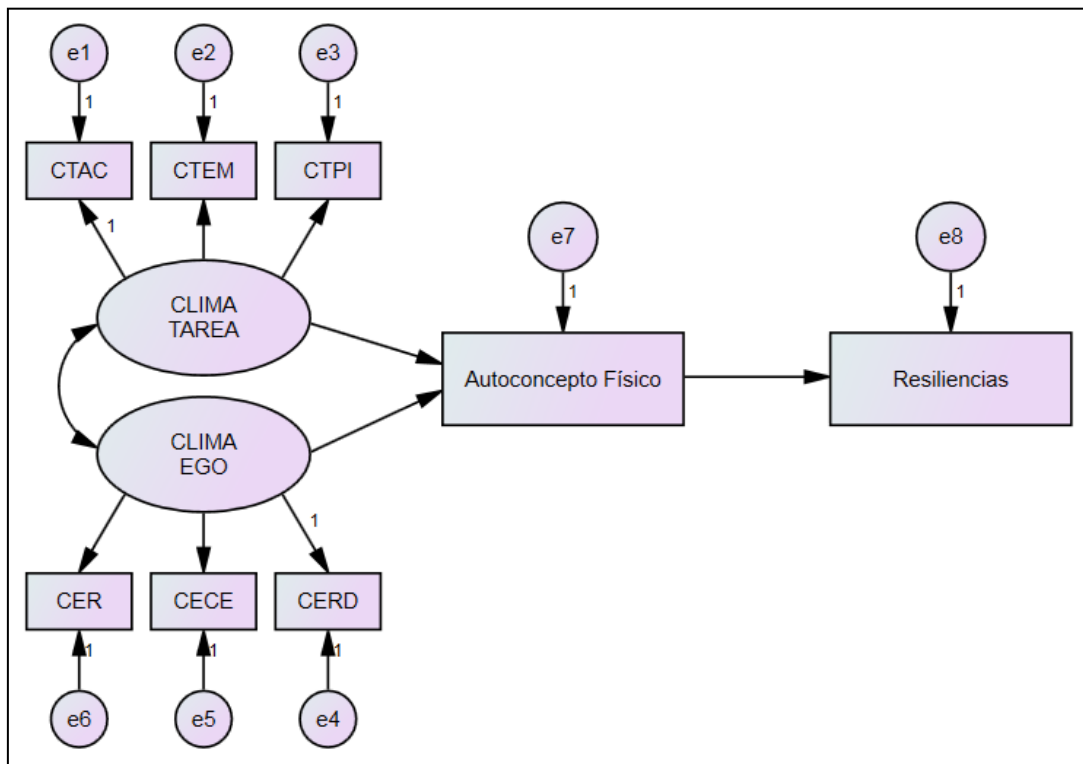 e1
e2
e3
1
1
1
CTAC
CTEM
CTPI
1
e7
e8
1
1
CLIMA
TAREA
Autoconcepto Físico
Resiliencias
CLIMA
EGO
1
CER
CECE
CERD
1
1
1
e6
e5
e4